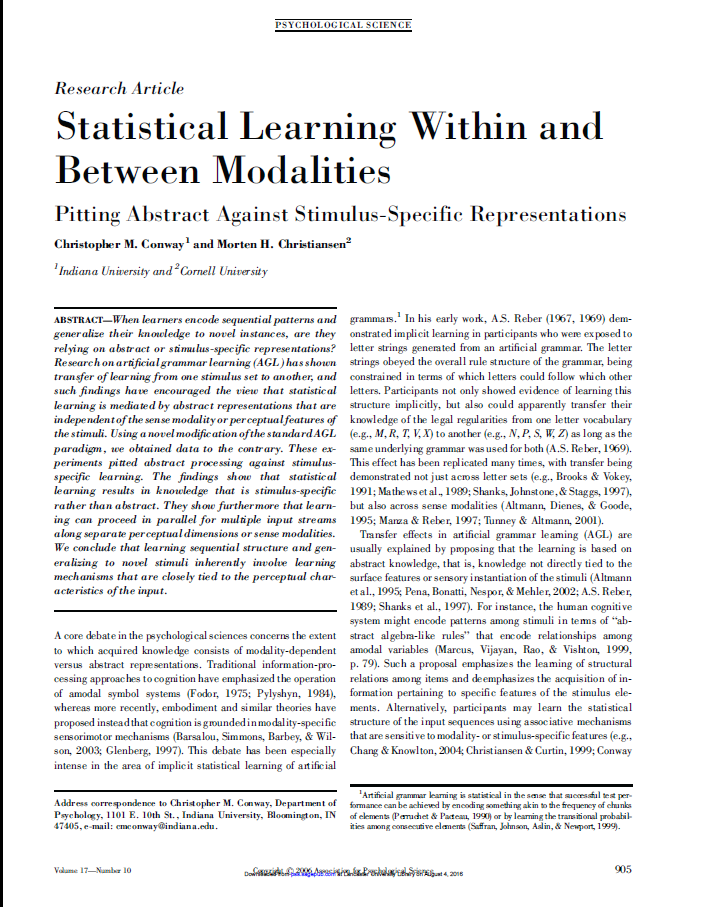 PSYCHOLOGICAL SCIENCE
Research Article
Statistical Learning Within and
Between Modalities
Pitting Abstract Against Stimulus-Specific Representations
Christopher M. Conway1 and Morten H. Christiansen2
1Indiana University and 2Cornell University
ABSTRACT—When learners encode sequential patterns and
generalize their knowledge to novel instances, are they
relying on abstract or stimulus-specific representations?
Research on artificial grammar learning (AGL) has shown
transfer of learning from one stimulus set to another, and
such findings have encouraged the view that statistical
learning is mediated by abstract representations that are
independent of the sense modality or perceptual features of
the stimuli. Using a novel modification of the standard AGL
paradigm, we obtained data to the contrary. These ex-
periments pitted abstract processing against stimulus-
specific learning. The findings show that statistical
learning results in knowledge that is stimulus-specific
rather than abstract. They show furthermore that learn-
ing can proceed in parallel for multiple input streams
along separate perceptual dimensions or sense modalities.
We conclude that learning sequential structure and gen-
eralizing to novel stimuli inherently involve learning
mechanisms that are closely tied to the perceptual char-
acteristics of the input.
A core debate in the psychological sciences concerns the extent
to which acquired knowledge consists of modality-dependent
versus abstract representations. Traditional information-pro-
cessing approaches to cognition have emphasized the operation
of amodal symbol systems (Fodor, 1975; Pylyshyn, 1984),
whereas more recently, embodiment and similar theories have
proposed instead that cognition is grounded in modality-specific
sensorimotor mechanisms (Barsalou, Simmons, Barbey, & Wil-
son, 2003; Glenberg, 1997). This debate has been especially
intense in the area of implicit statistical learning of artificial
Address correspondence to Christopher M. Conway, Department of
Psychology, 1101 E. 10th St., Indiana University, Bloomington, IN
47405, e-mail: cmconway@indiana.edu.
grammars.1 In his early work, A.S. Reber (1967, 1969) dem-
onstrated implicit learning in participants who were exposed to
letter strings generated from an artificial grammar. The letter
strings obeyed the overall rule structure of the grammar, being
constrained in terms of which letters could follow which other
letters. Participants not only showed evidence of learning this
structure implicitly, but also could apparently transfer their
knowledge of the legal regularities from one letter vocabulary
(e.g., M, R, T, V, X) to another (e.g., N, P, S, W, Z) as long as the
same underlying grammar was used for both (A.S. Reber, 1969).
This effect has been replicated many times, with transfer being
demonstrated not just across letter sets (e.g., Brooks & Vokey,
1991; Mathews et al., 1989; Shanks, Johnstone, & Staggs, 1997),
but also across sense modalities (Altmann, Dienes, & Goode,
1995; Manza & Reber, 1997; Tunney & Altmann, 2001).
Transfer effects in artificial grammar learning (AGL) are
usually explained by proposing that the learning is based on
abstract knowledge, that is, knowledge not directly tied to the
surface features or sensory instantiation of the stimuli (Altmann
et al., 1995; Pena, Bonatti, Nespor, & Mehler, 2002; A.S. Reber,
1989; Shanks et al., 1997). For instance, the human cognitive
system might encode patterns among stimuli in terms of “ab-
stract algebra-like rules” that encode relationships among
amodal variables (Marcus, Vijayan, Rao, & Vishton, 1999,
p. 79). Such a proposal emphasizes the learning of structural
relations among items and deemphasizes the acquisition of in-
formation pertaining to specific features of the stimulus ele-
ments. Alternatively, participants may learn the statistical
structure of the input sequences using associative mechanisms
that are sensitive to modality- or stimulus-specific features (e.g.,
Chang & Knowlton, 2004; Christiansen & Curtin, 1999; Conway
1Artificial grammar learning is statistical in the sense that successful test per-
formance can be achieved by encoding something akin to the frequency of chunks
of elements (Perruchet & Pacteau, 1990) or by learning the transitional probabil-
ities among consecutive elements (Saffran, Johnson, Aslin, & Newport, 1999).
Volume 17—Number 10
Copyright © 2006 Association for Psychological Science
905
Downloaded from pss.sagepub.com at Lancaster University Library on August 4, 2016